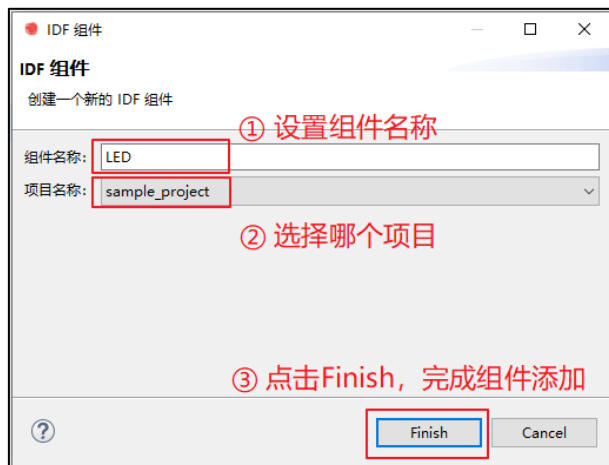 IDF 组件
IDF 组件
创建一个新的 IDF 组件
① 设置组件名称
组件名称: LED
项目名称: sample_project
② 选择哪个项目
③ 点击Finish，完成组件添加
? Finish Cancel